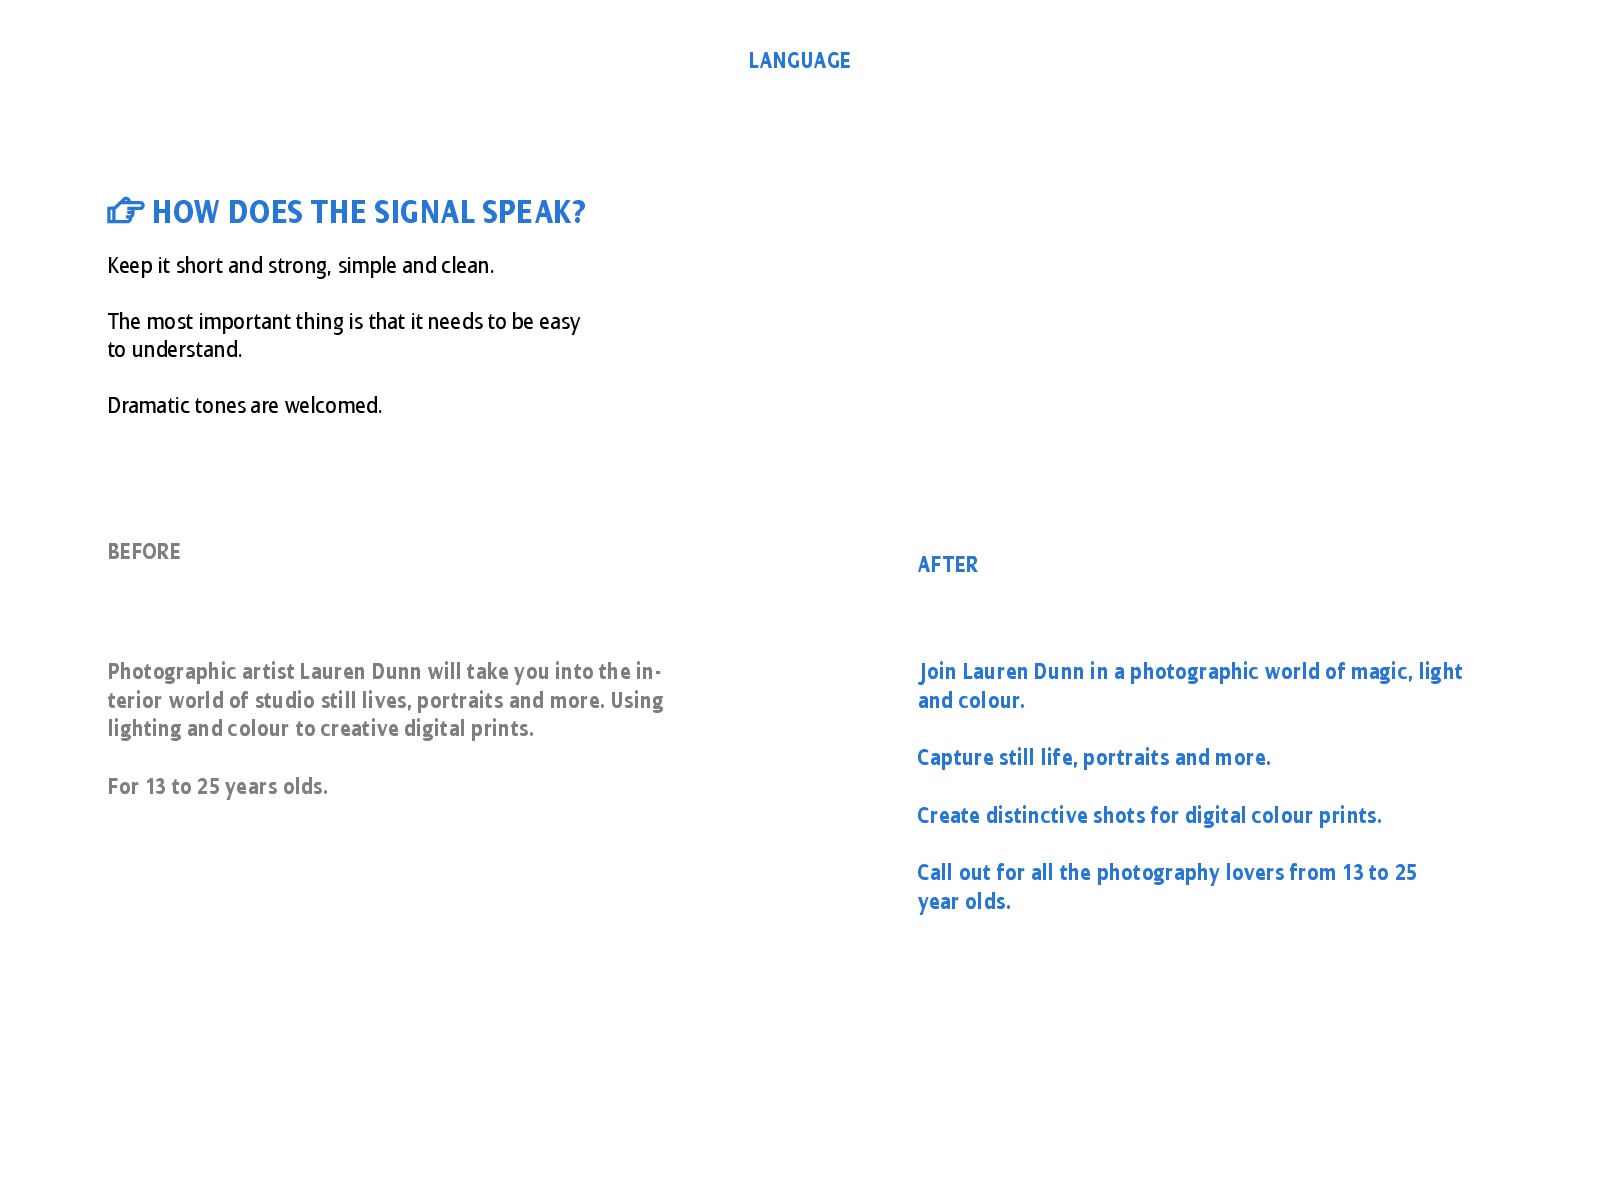 LANGUAGE
☞ HOW DOES THE SIGNAL SPEAK?
Keep it short and strong, simple and clean.
The most important thing is that it needs to be easy
to understand.
Dramatic tones are welcomed.
BEFORE
Photographic artist Lauren Dunn will take you into the in-
terior world of studio still lives, portraits and more. Using
lighting and colour to creative digital prints.
For 13 to 25 years olds.
AFTER
Join Lauren Dunn in a photographic world of magic, light
and colour.
Capture still life, portraits and more.
Create distinctive shots for digital colour prints.
Call out for all the photography lovers from 13 to 25
year olds.